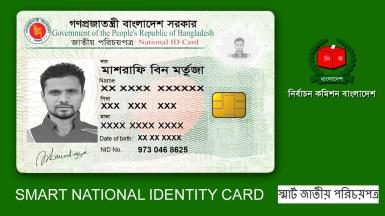 গণপ্রজাতন্ত্রী বাংলাদেশ সরকার
Government of the People's Republic of Bangladesh
জাতীয় পরিচয়পত্র / National ID Card
নাম
মাশরাফি বিন মর্তুজা
Name
XX XXXX XXXXXX
পিতা
XXX XXX XXX
মাতা
XXXX XXXX XXXX
Date of birth: XX XX XXXX
NID No. 973 046 8625
নি ক
বাংলাদেশ
নির্বাচন কমিশন বাংলাদেশ
SMART NATIONAL IDENTITY CARD
স্মার্ট জাতীয় পরিচয়পত্র